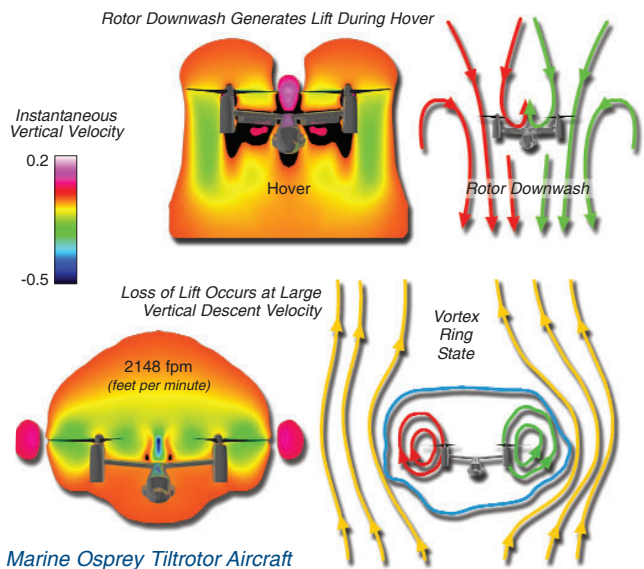 Rotor Downwash Generates Lift During Hover
Instantaneous
Vertical Velocity
0.2
-0.5
Hover
Rotor Downwash
Loss of Lift Occurs at Large
Vertical Descent Velocity
2148 fpm
(feet per minute)
Vortex
Ring
State
Marine Osprey Tiltrotor Aircraft